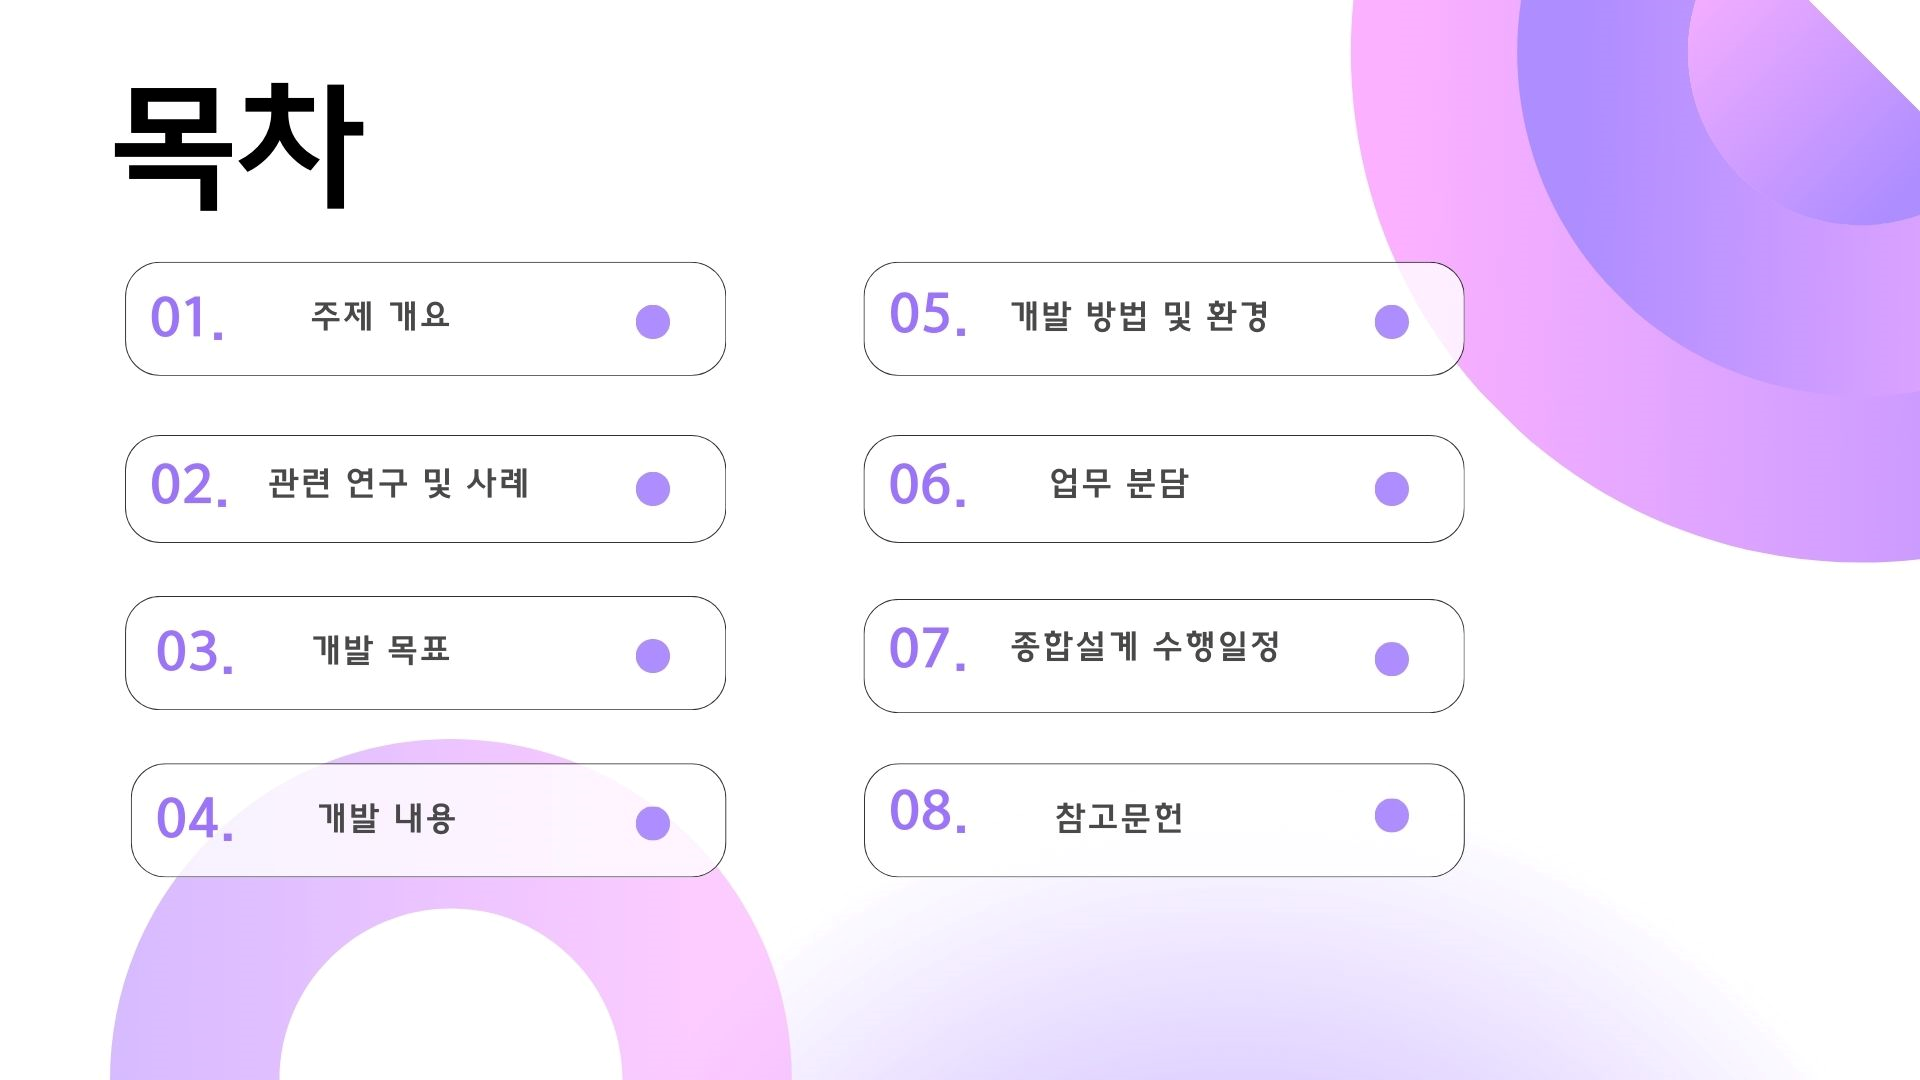 목차
01. 주제 개요
02. 관련 연구 및 사례
03. 개발 목표
04. 개발 내용
05. 개발 방법 및 환경
06. 업무 분담
07. 종합설계 수행일정
08. 참고문헌